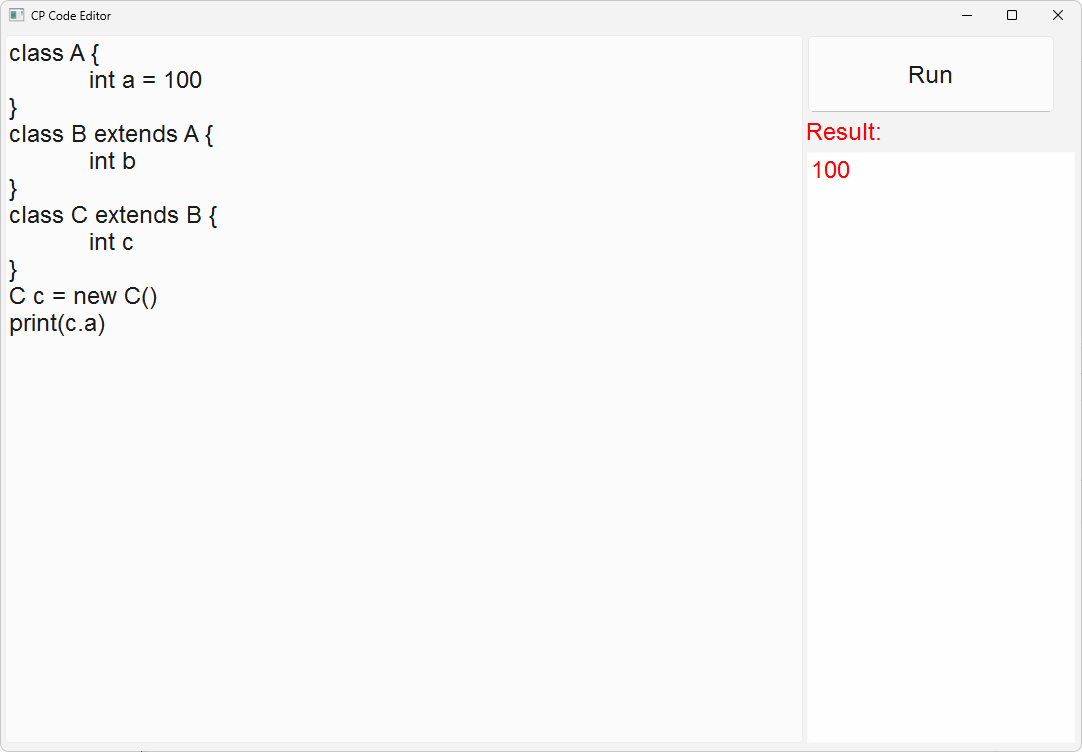 CP Code Editor
class A {
int a = 100
}
class B extends A {
int b
}
class C extends B {
int c
}
C c = new C()
print(c.a)
Run
Result:
100